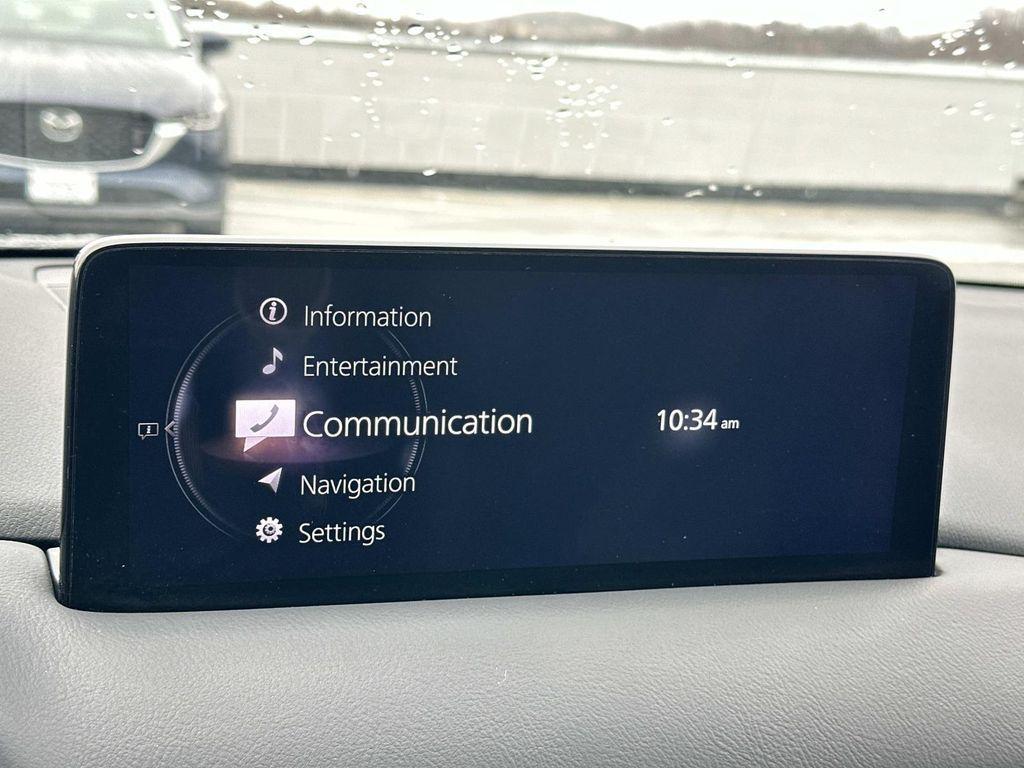 Information
Entertainment
Communication
10:34 am
Navigation
Settings